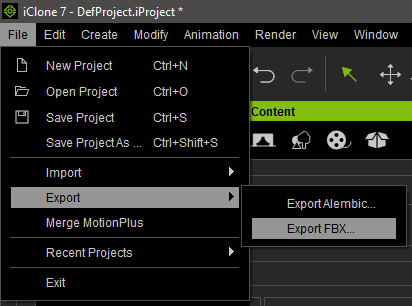 iClone 7 - DefProject.iProject *
File Edit Create Modify Animation Render View Window
New Project Ctrl+N
Open Project Ctrl+O
Content
Save Project Ctrl+S
Save Project As ... Ctrl+Shift+S
Import
Export
Export Alembic...
Merge MotionPlus
Export FBX...
Recent Projects
Exit